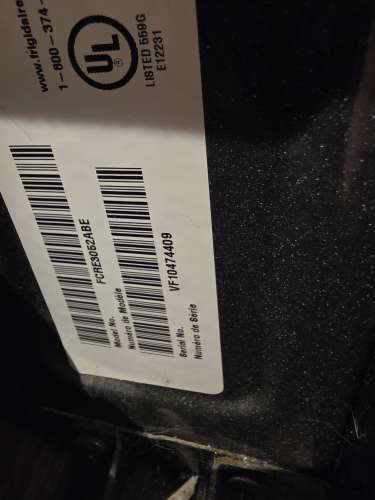 www.frigidaire
1-800-374-
UL
®
LISTED 559G
E12231
FCRE3052ABE
Model No.
Numéro de Modèle
VF10474409
Serial No.
Numéro de Série